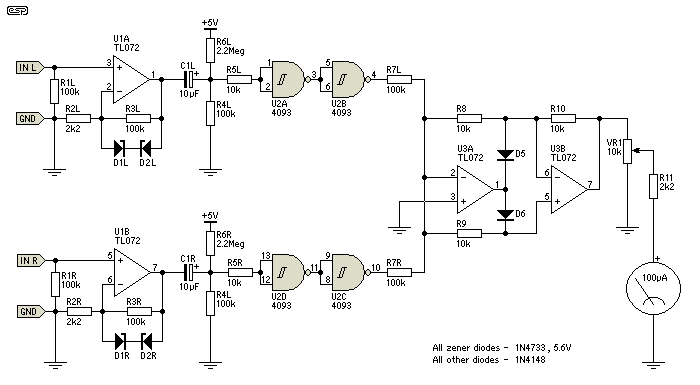 esp
+5V
U1A
TL072
R6L
2.2Meg
IN L
3
+
2
−
1
C1L
+
10µF
R5L
10k
1
2
3
U2A
4093
5
6
4
U2B
4093
R7L
100k
R1L
100k
GND
R2L
2k2
R3L
100k
R4L
100k
D1L
D2L
R8
10k
R10
10k
U3A
TL072
2
−
3
+
1
D5
D6
U3B
TL072
6
−
5
+
7
VR1
10k
R11
2k2
R9
10k
+5V
U1B
TL072
R6R
2.2Meg
IN R
5
+
6
−
7
C1R
+
10µF
R5R
10k
13
12
11
U2D
4093
9
8
10
U2C
4093
R7R
100k
R1R
100k
GND
R2R
2k2
R3R
100k
R4L
100k
D1R
D2R
+
100µA
All zener diodes - 1N4733, 5.6V
All other diodes - 1N4148